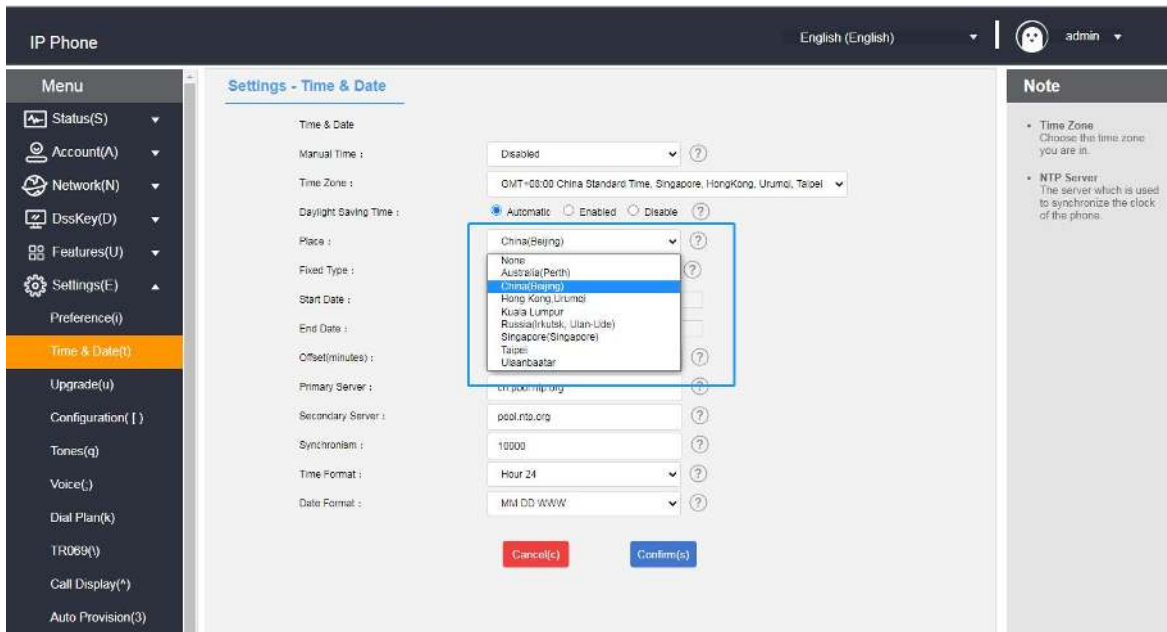 IP Phone
English (English)
admin
Menu
Status(S)
Account(A)
Network(N)
DssKey(D)
Features(U)
Settings(E)
Preference(i)
Time & Date(t)
Upgrade(u)
Configuration( [ )
Tones(q)
Voice(;)
Dial Plan(k)
TR069(\)
Call Display(^)
Auto Provision(3)
Settings - Time & Date
Time & Date
Manual Time : Disabled ?
Time Zone : GMT+08:00 China Standard Time, Singapore, HongKong, Urumqi, Taipei
Daylight Saving Time : Automatic Enabled Disable ?
Place : China(Beijing) ?
None
Australia(Perth)
China(Beijing)
Hong Kong,Urumqi
Kuala Lumpur
Russia(Irkutsk, Ulan-Ude)
Singapore(Singapore)
Taipei
Ulaanbaatar
Fixed Type : ?
Start Date :
End Date :
Offset(minutes) : ?
Primary Server : cn.pool.ntp.org ?
Secondary Server : pool.ntp.org ?
Synchronism : 10000 ?
Time Format : Hour 24 ?
Date Format : MM DD WWW ?
Cancel(c)
Confirm(s)
Note
Time Zone
Choose the time zone
you are in.
NTP Server
The server which is used
to synchronize the clock
of the phone.